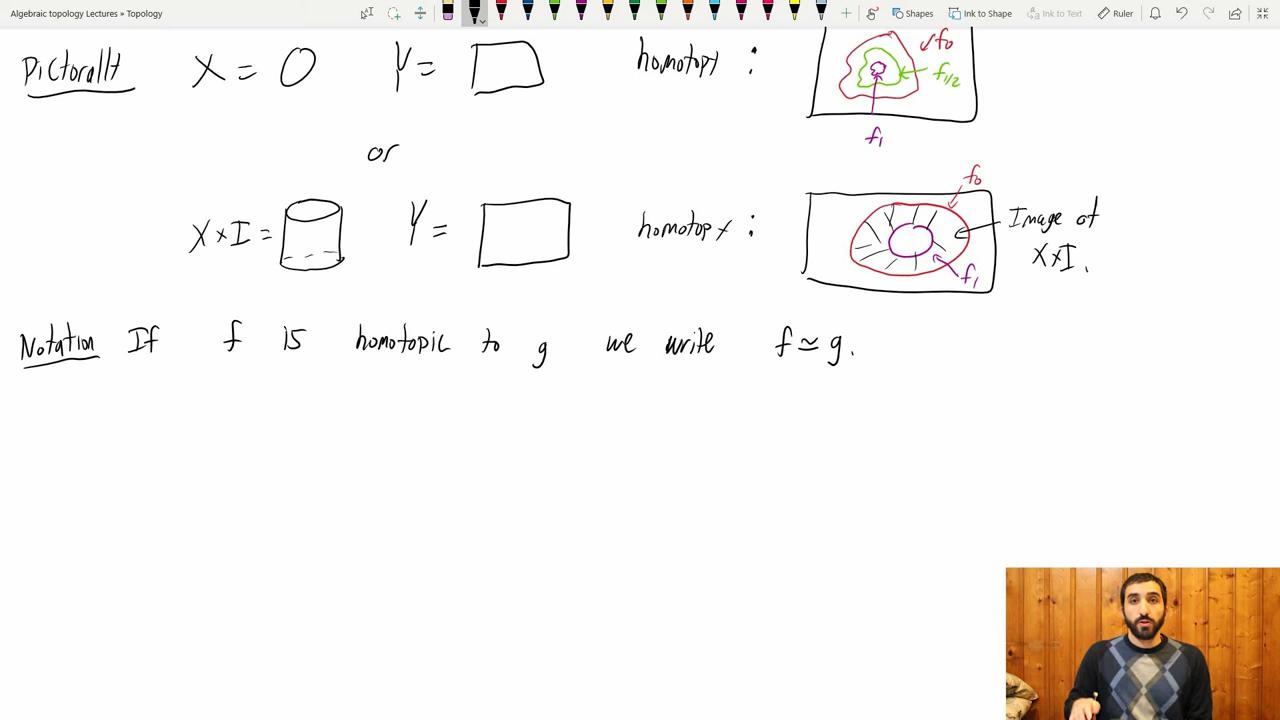 Algebraic topology Lectures » Topology
Shapes Ink to Shape Ink to Text Ruler
Pictorallt X = O Y = homotopy : f0 f1/2 f1
or
X×I = Y = homotopy : f0 f1 Image of X×I.
Notation If f is homotopic to g we write f ≃ g.